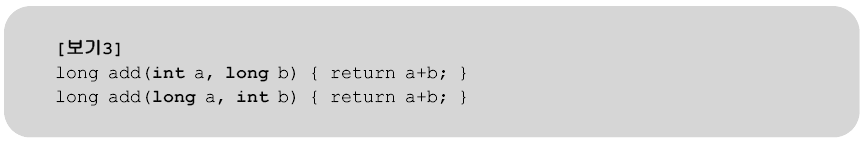 [보기3]
long add(int a, long b) { return a+b; }
long add(long a, int b) { return a+b; }